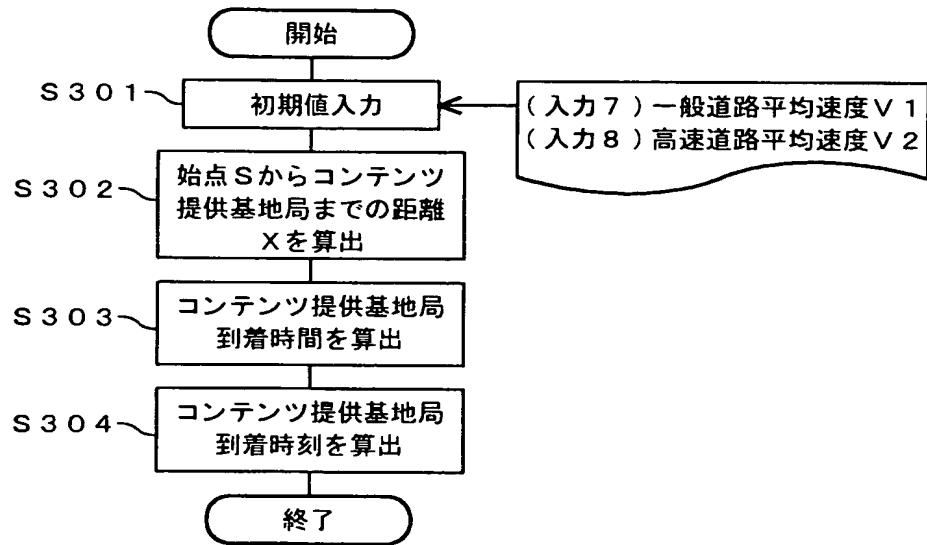 開始
S301
初期値入力
(入力7)一般道路平均速度V1
(入力8)高速道路平均速度V2
S302
始点Sからコンテンツ
提供基地局までの距離
Xを算出
S303
コンテンツ提供基地局
到着時間を算出
S304
コンテンツ提供基地局
到着時刻を算出
終了